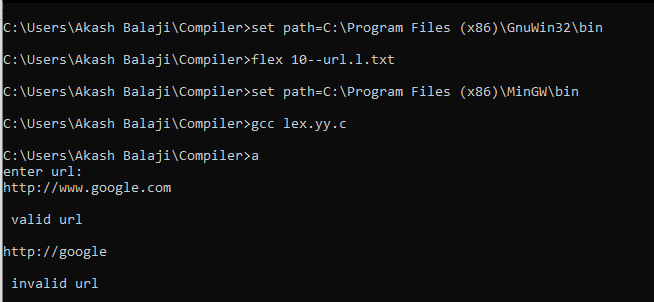 C:\Users\Akash Balaji\Compiler>set path=C:\Program Files (x86)\GnuWin32\bin
C:\Users\Akash Balaji\Compiler>flex 10--url.l.txt
C:\Users\Akash Balaji\Compiler>set path=C:\Program Files (x86)\MinGW\bin
C:\Users\Akash Balaji\Compiler>gcc lex.yy.c
C:\Users\Akash Balaji\Compiler>a
enter url:
http://www.google.com
valid url
http://google
invalid url